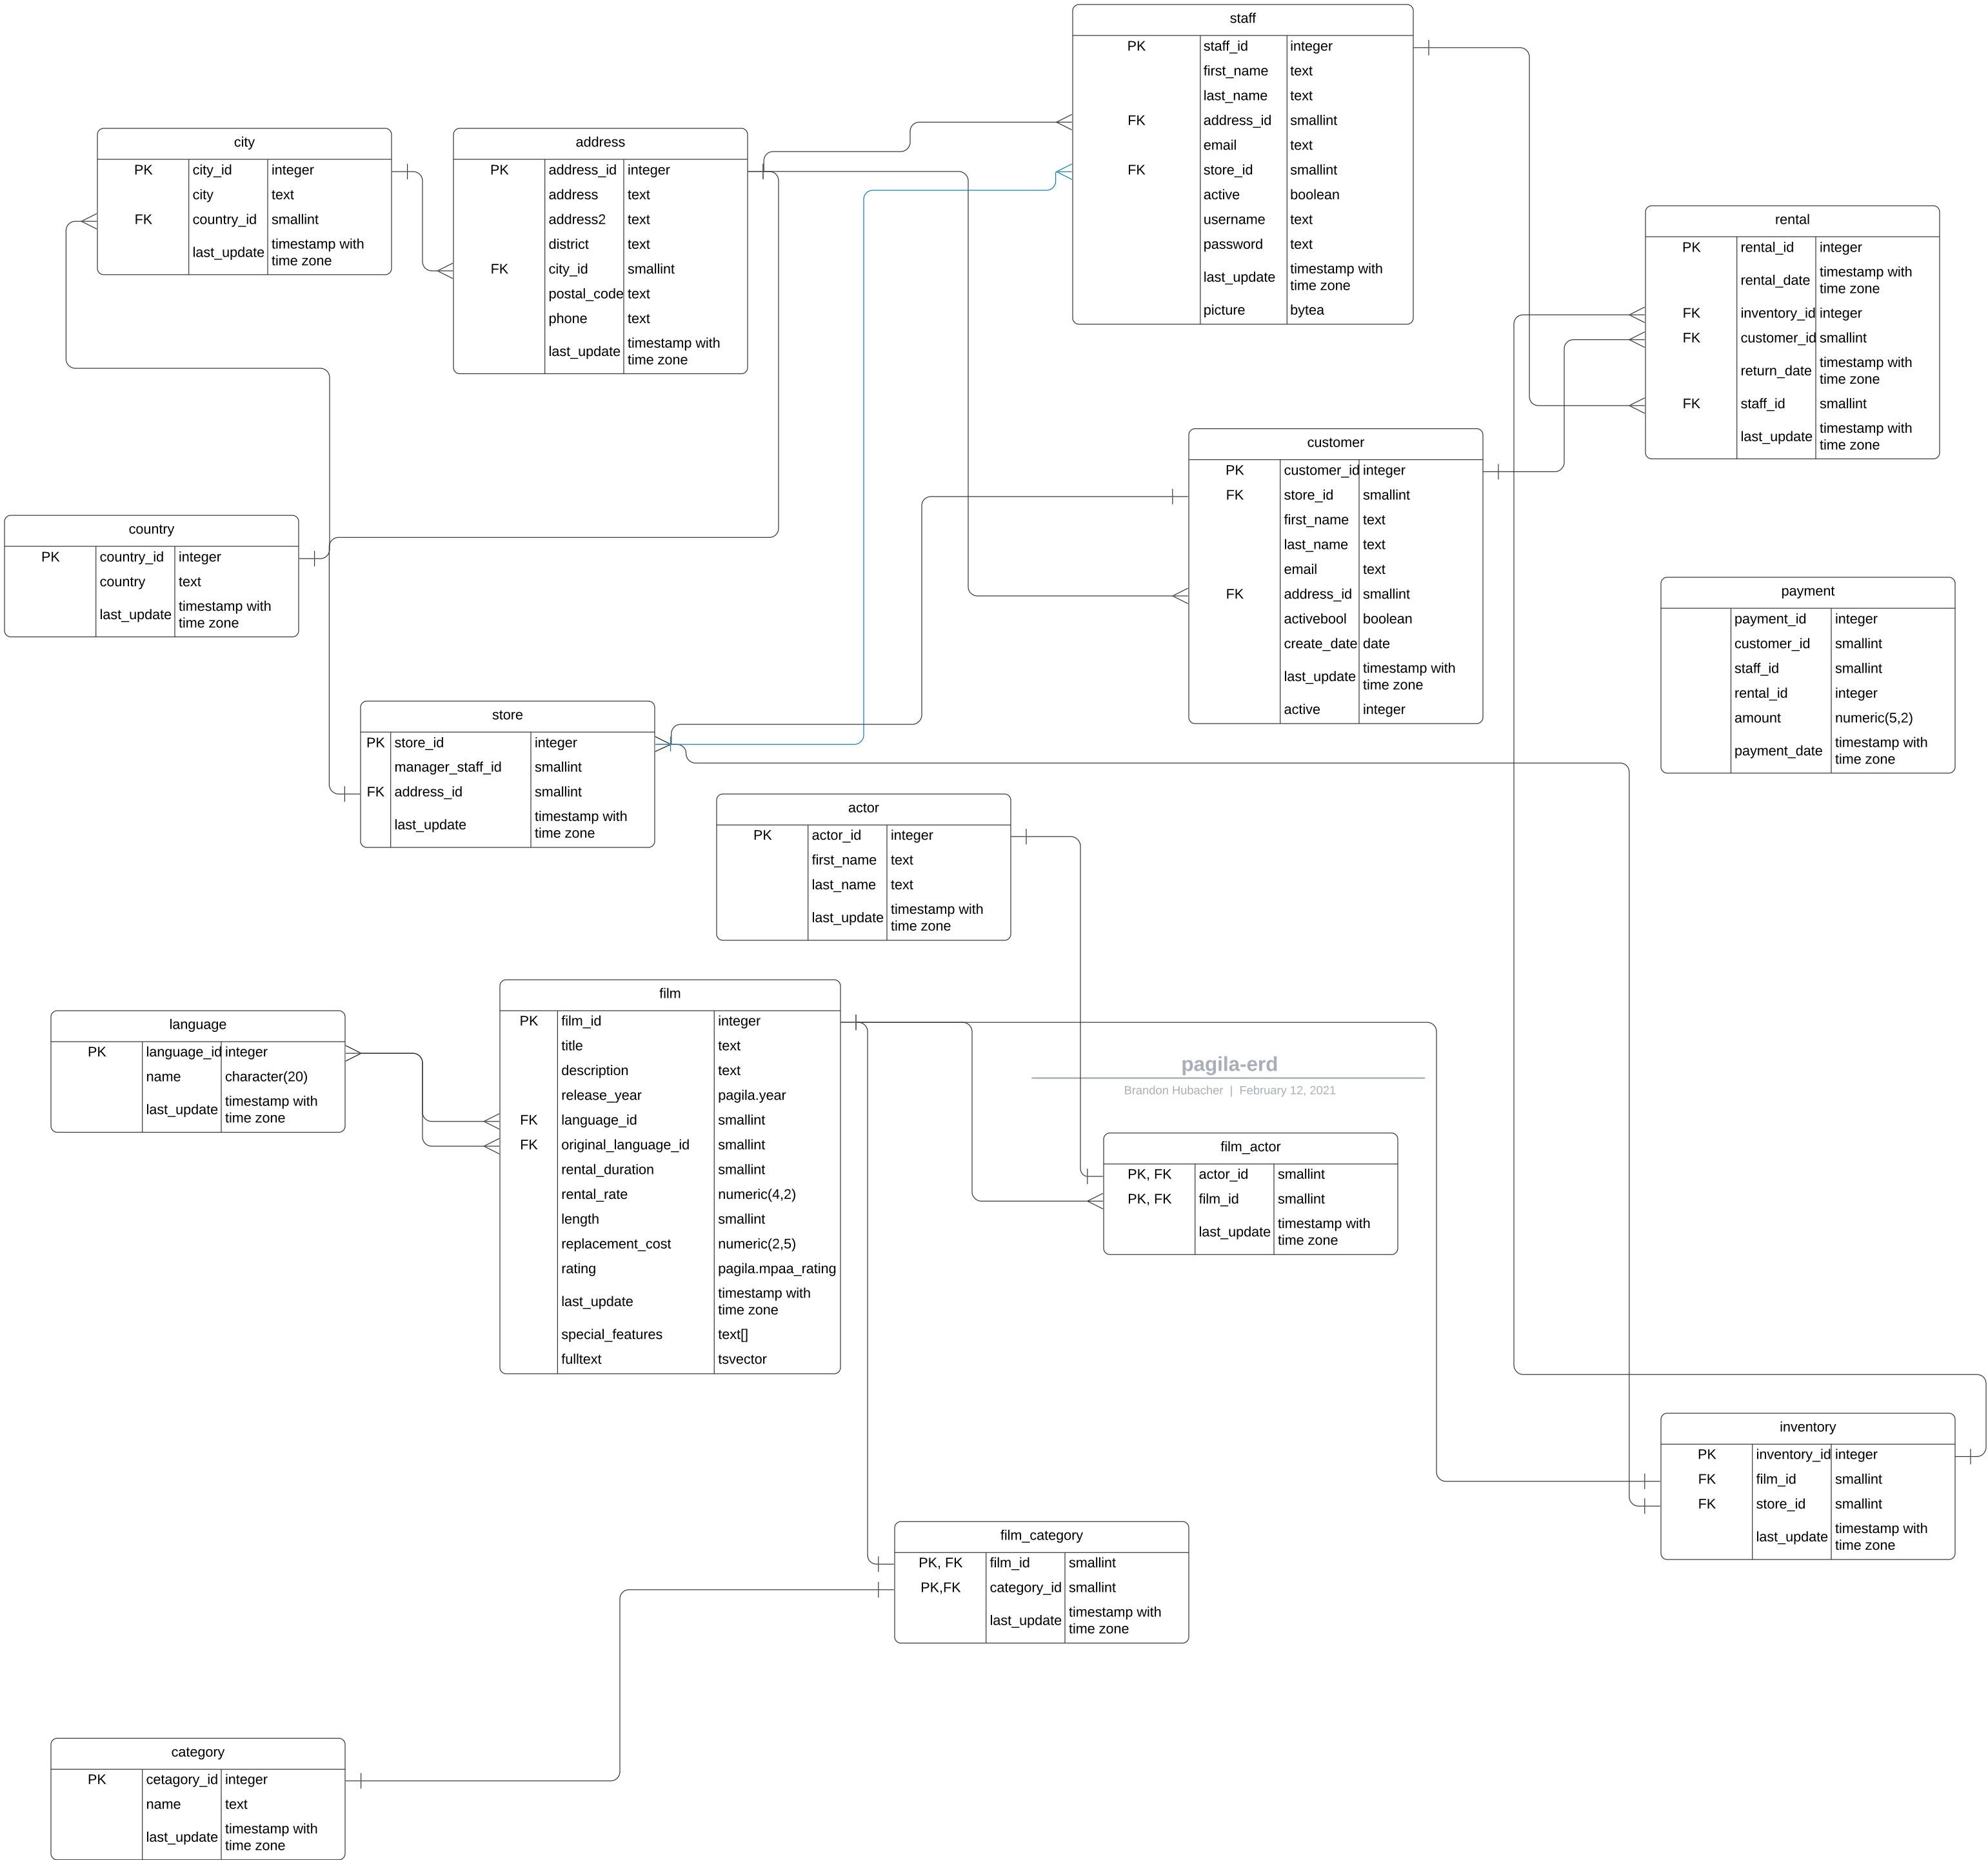 staff
PK staff_id integer
first_name text
last_name text
FK address_id smallint
email text
FK store_id smallint
active boolean
username text
password text
last_update timestamp with
time zone
picture bytea
city
PK city_id integer
city text
FK country_id smallint
last_update timestamp with
time zone
address
PK address_id integer
address text
address2 text
district text
FK city_id smallint
postal_code text
phone text
last_update timestamp with
time zone
rental
PK rental_id integer
rental_date timestamp with
time zone
FK inventory_id integer
FK customer_id smallint
return_date timestamp with
time zone
FK staff_id smallint
last_update timestamp with
time zone
customer
PK customer_id integer
FK store_id smallint
first_name text
last_name text
email text
FK address_id smallint
activebool boolean
create_date date
last_update timestamp with
time zone
active integer
country
PK country_id integer
country text
last_update timestamp with
time zone
payment
payment_id integer
customer_id smallint
staff_id smallint
rental_id integer
amount numeric(5,2)
payment_date timestamp with
time zone
store
PK store_id integer
manager_staff_id smallint
FK address_id smallint
last_update timestamp with
time zone
actor
PK actor_id integer
first_name text
last_name text
last_update timestamp with
time zone
film
PK film_id integer
title text
description text
release_year pagila.year
FK language_id smallint
FK original_language_id smallint
rental_duration smallint
rental_rate numeric(4,2)
length smallint
replacement_cost numeric(2,5)
rating pagila.mpaa_rating
last_update timestamp with
time zone
special_features text[]
fulltext tsvector
language
PK language_id integer
name character(20)
last_update timestamp with
time zone
pagila-erd
Brandon Hubacher | February 12, 2021
film_actor
PK, FK actor_id smallint
PK, FK film_id smallint
last_update timestamp with
time zone
inventory
PK inventory_id integer
FK film_id smallint
FK store_id smallint
last_update timestamp with
time zone
film_category
PK, FK film_id smallint
PK,FK category_id smallint
last_update timestamp with
time zone
category
PK cetagory_id integer
name text
last_update timestamp with
time zone